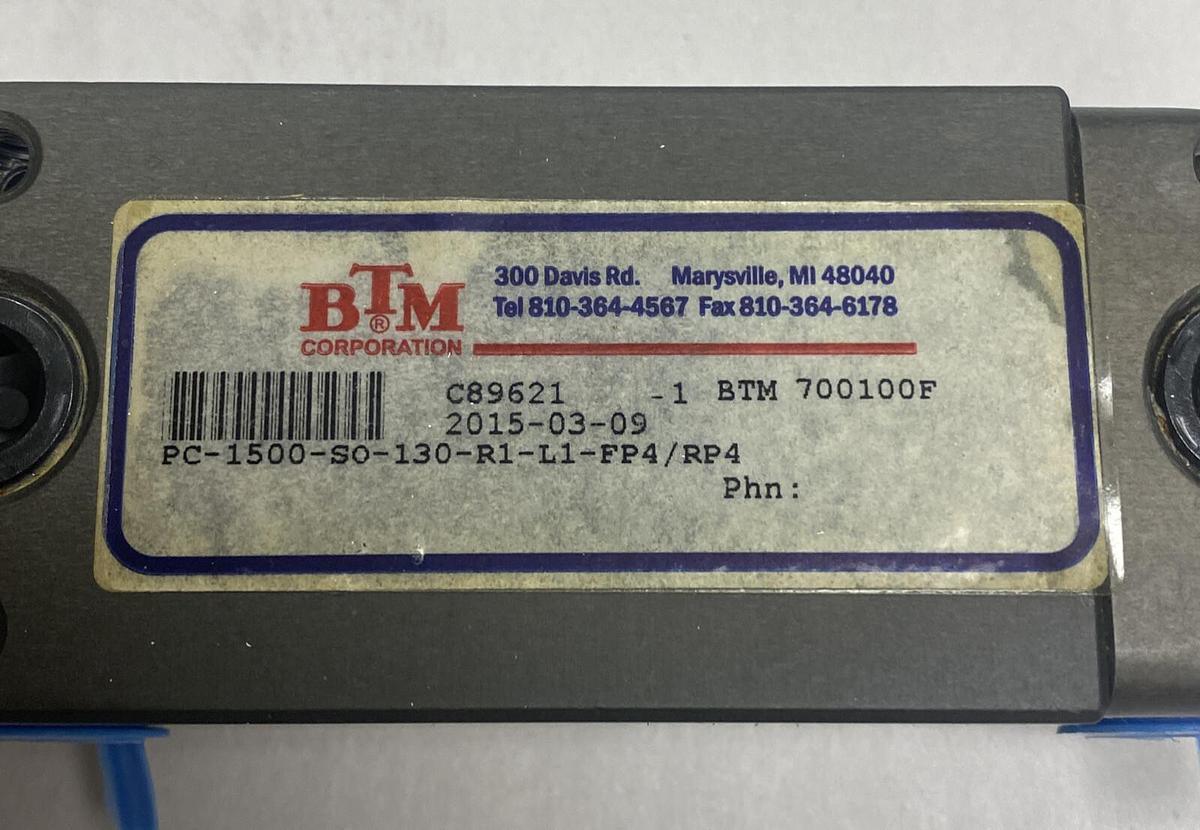 BTM®
CORPORATION
300 Davis Rd. Marysville, MI 48040
Tel 810-364-4567 Fax 810-364-6178
C89621 -1 BTM 700100F
2015-03-09
PC-1500-SO-130-R1-L1-FP4/RP4
Phn: